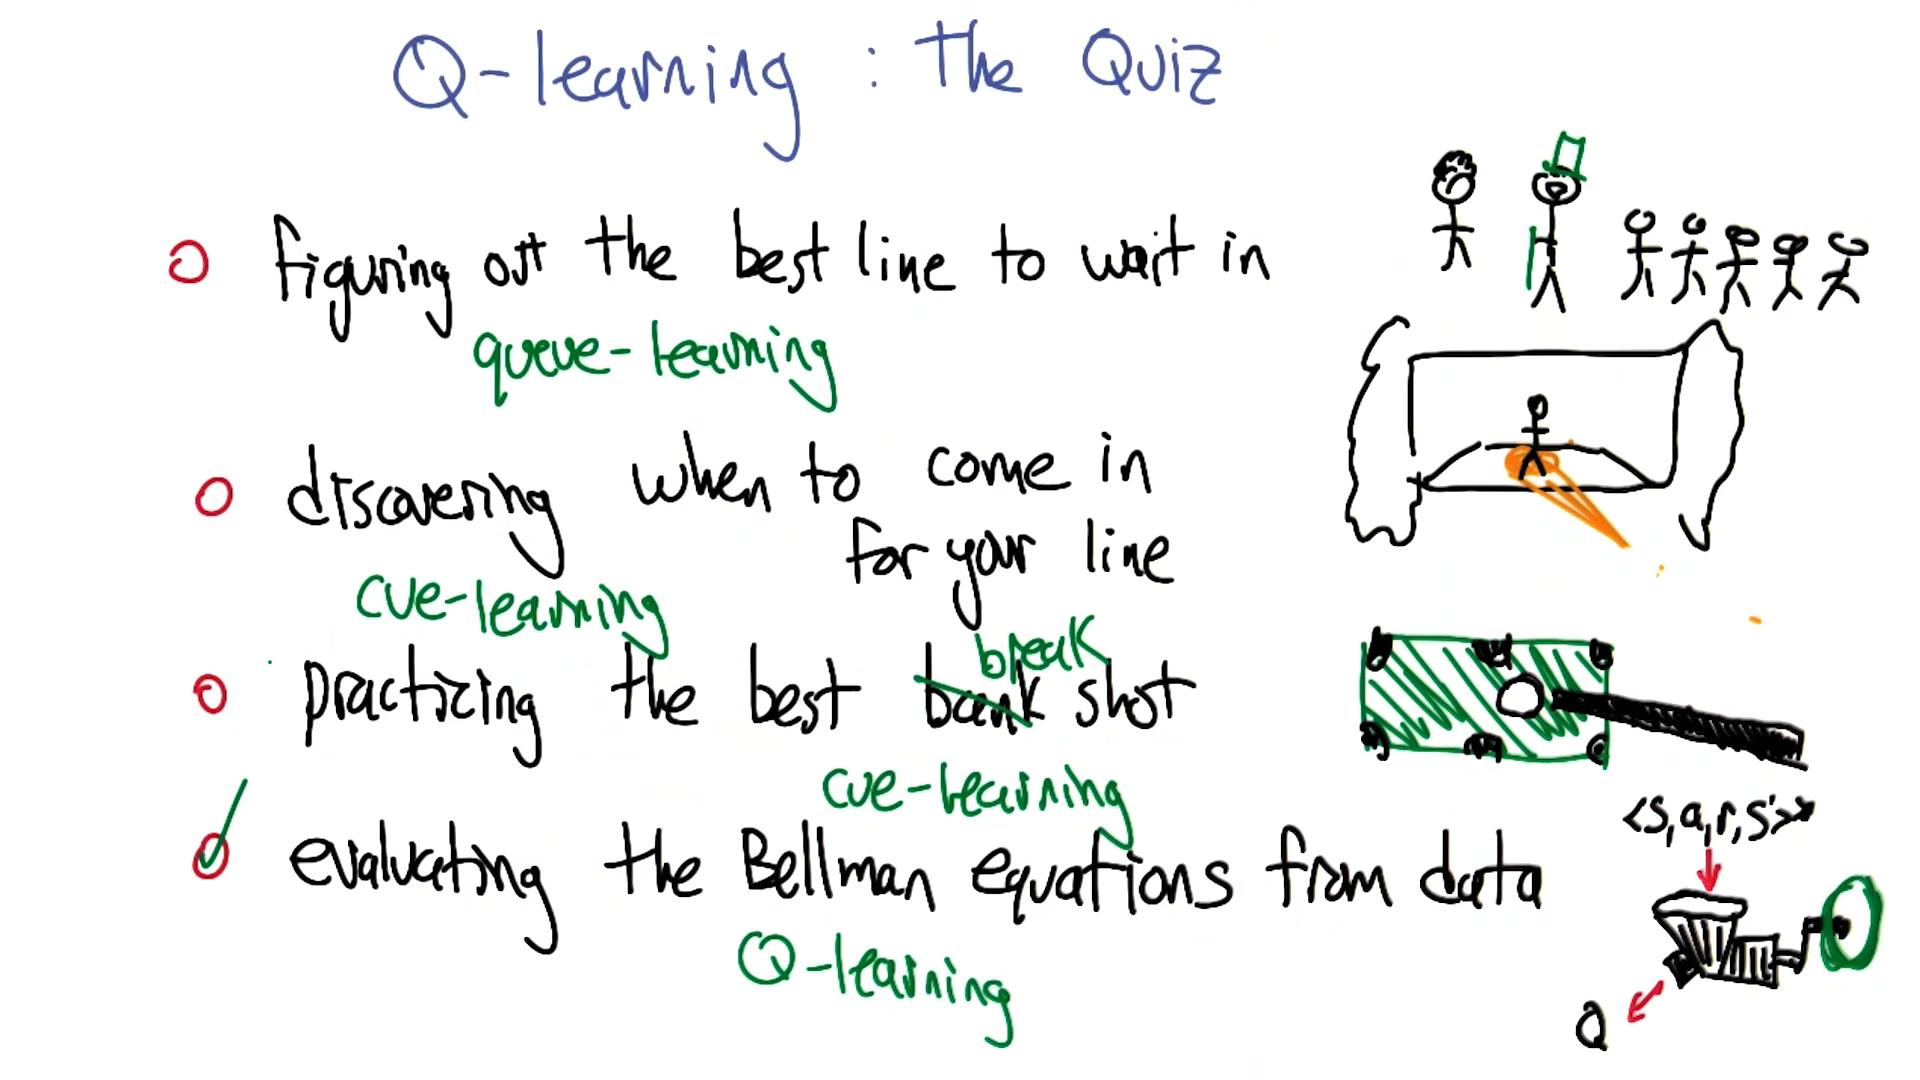 Q-learning : The Quiz
figuring out the best line to wait in
queue-learning
discovering when to come in
for your line
cue-learning
break
practicing the best bank shot
cue-learning
<s,a,r,s'>
evaluating the Bellman equations from data
Q-learning
Q